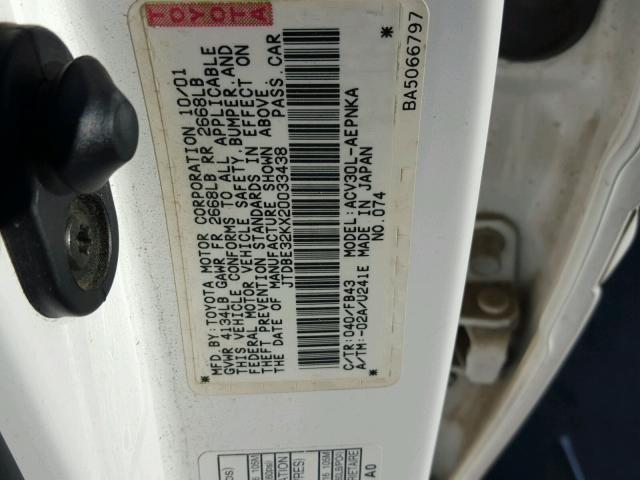 TOYOTA
TOYOTA
MFD.BY:TOYOTA MOTOR CORPORATION 10/01
GVWR 4134LB GAWR FR 2668LB RR 2668LB
THIS VEHICLE CONFORMS TO ALL APPLICABLE
FEDERAL MOTOR VEHICLE SAFETY, BUMPER, AND
THEFT PREVENTION STANDARDS IN EFFECT ON
THE DATE OF MANUFACTURE SHOWN ABOVE.
JTDBE32KX20033438 PASS. CAR
*
*
C/TR:040/FB43 MODEL:ACV30L-AEPNKA
A/TM:-02A/U241E MADE IN JAPAN
NO.074
BA5066797
A0